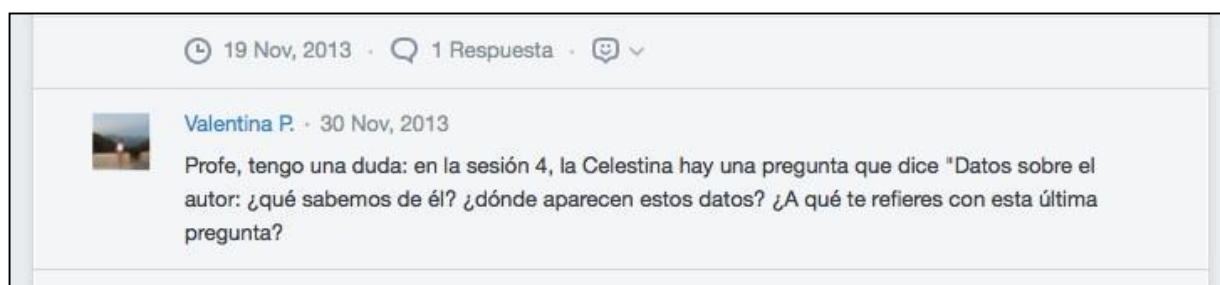 19 Nov, 2013 · 1 Respuesta ·
Valentina P. · 30 Nov, 2013
Profe, tengo una duda: en la sesión 4, la Celestina hay una pregunta que dice "Datos sobre el
autor: ¿qué sabemos de él? ¿dónde aparecen estos datos? ¿A qué te refieres con esta última
pregunta?